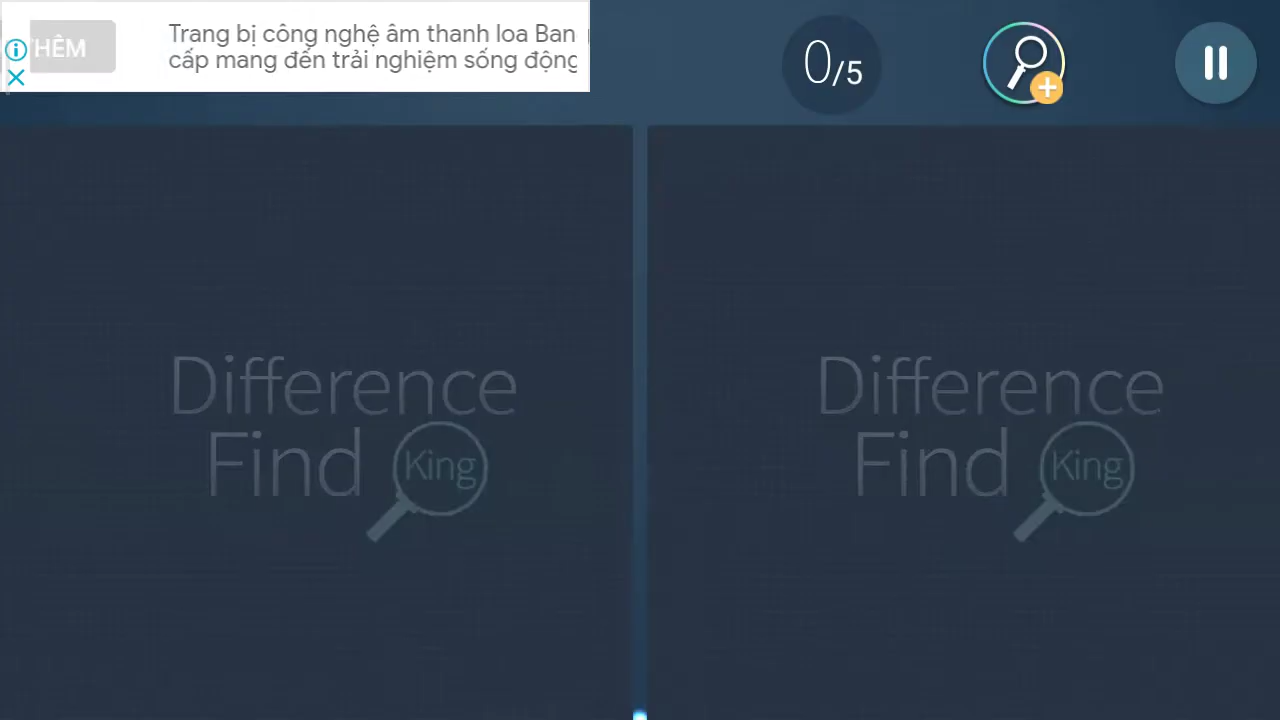 HÊM
Trang bị công nghệ âm thanh loa Ban
cấp mang đến trải nghiệm sống động
0/5
Difference
Find King
Difference
Find King